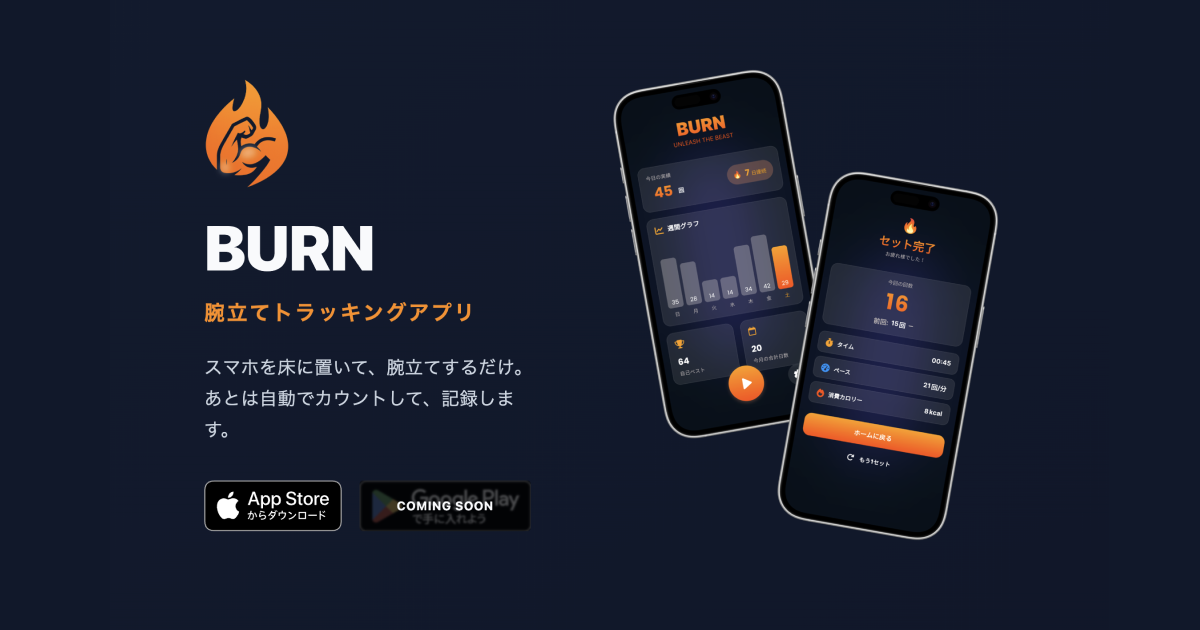 BURN
腕立てトラッキングアプリ
スマホを床に置いて、腕立てするだけ。
あとは自動でカウントして、記録しま
す。
App Store
からダウンロード
Google Play
で手に入れよう
COMING SOON
BURN
UNLEASH THE BEAST
今日の実績
45 回
7 日連続
週間グラフ
35 28 14 14 34 42 29
日 月 火 水 木 金 土
64
自己ベスト
20
今月の合計日数
セット完了
お疲れ様でした！
今回の回数
16
前回: 15回 −
タイム 00:45
ペース 21回/分
消費カロリー 8kcal
ホームに戻る
もう1セット